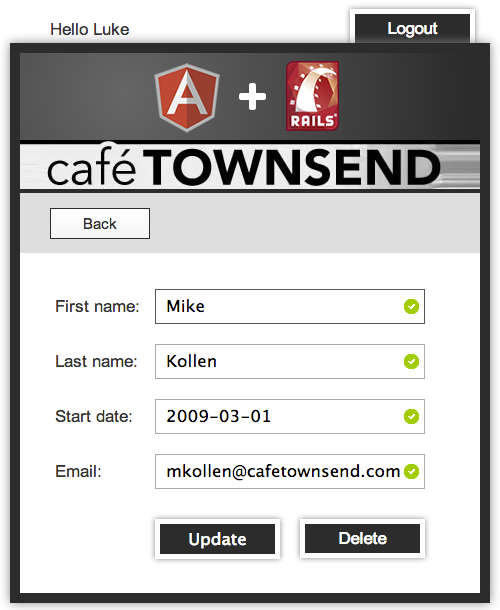 Hello Luke
Logout
A
RAILS®
café TOWNSEND
Back
First name: Mike
Last name: Kollen
Start date: 2009-03-01
Email: mkollen@cafetownsend.com
Update
Delete